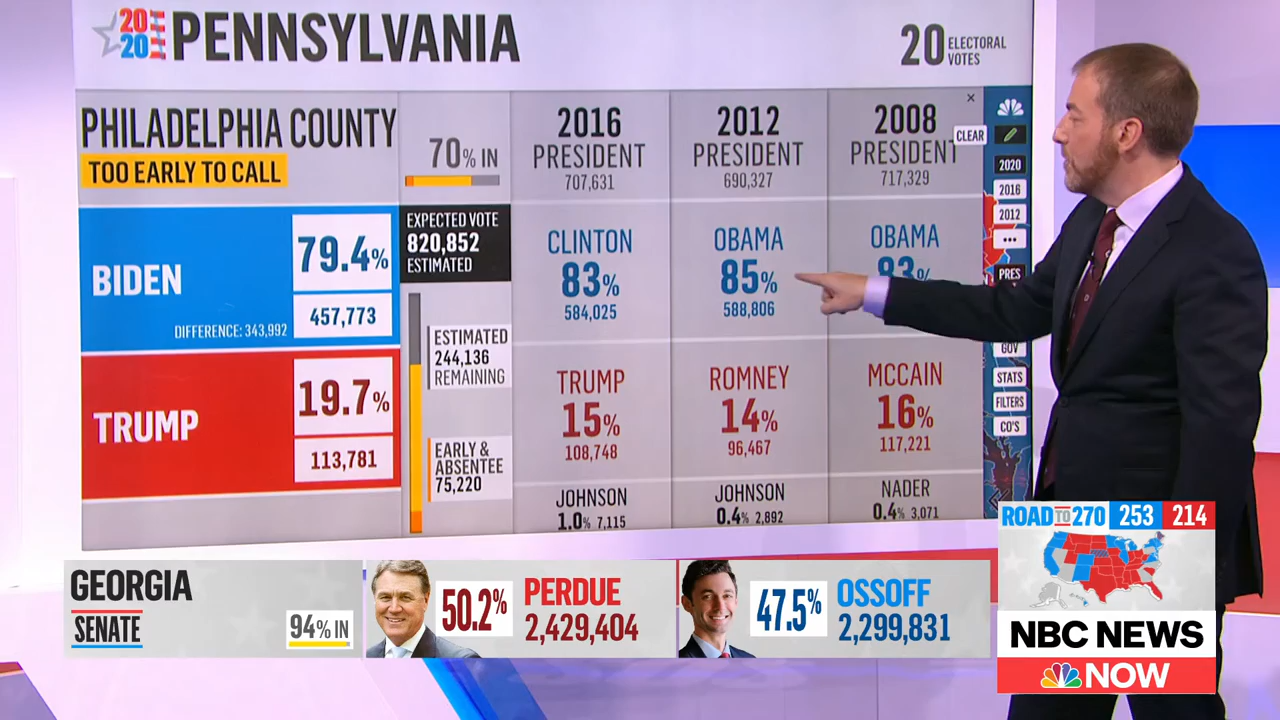 2020 PENNSYLVANIA
20 ELECTORAL VOTES
PHILADELPHIA COUNTY
TOO EARLY TO CALL
70% IN
BIDEN
79.4%
457,773
DIFFERENCE: 343,992
TRUMP
19.7%
113,781
EXPECTED VOTE
820,852
ESTIMATED
ESTIMATED
244,136
REMAINING
EARLY &
ABSENTEE
75,220
2016
PRESIDENT
707,631
CLINTON
83%
584,025
TRUMP
15%
108,748
JOHNSON
1.0% 7,115
2012
PRESIDENT
690,327
OBAMA
85%
588,806
ROMNEY
14%
96,467
JOHNSON
0.4% 2,892
2008
PRESIDENT
717,329
OBAMA
83%
MCCAIN
16%
117,221
NADER
0.4% 3,071
CLEAR
2020
2016
2012
PRES
GOV
STATS
FILTERS
CO'S
ROAD TO 270 253 214
GEORGIA
SENATE
94% IN
50.2%
PERDUE
2,429,404
47.5%
OSSOFF
2,299,831
NBC NEWS
NOW